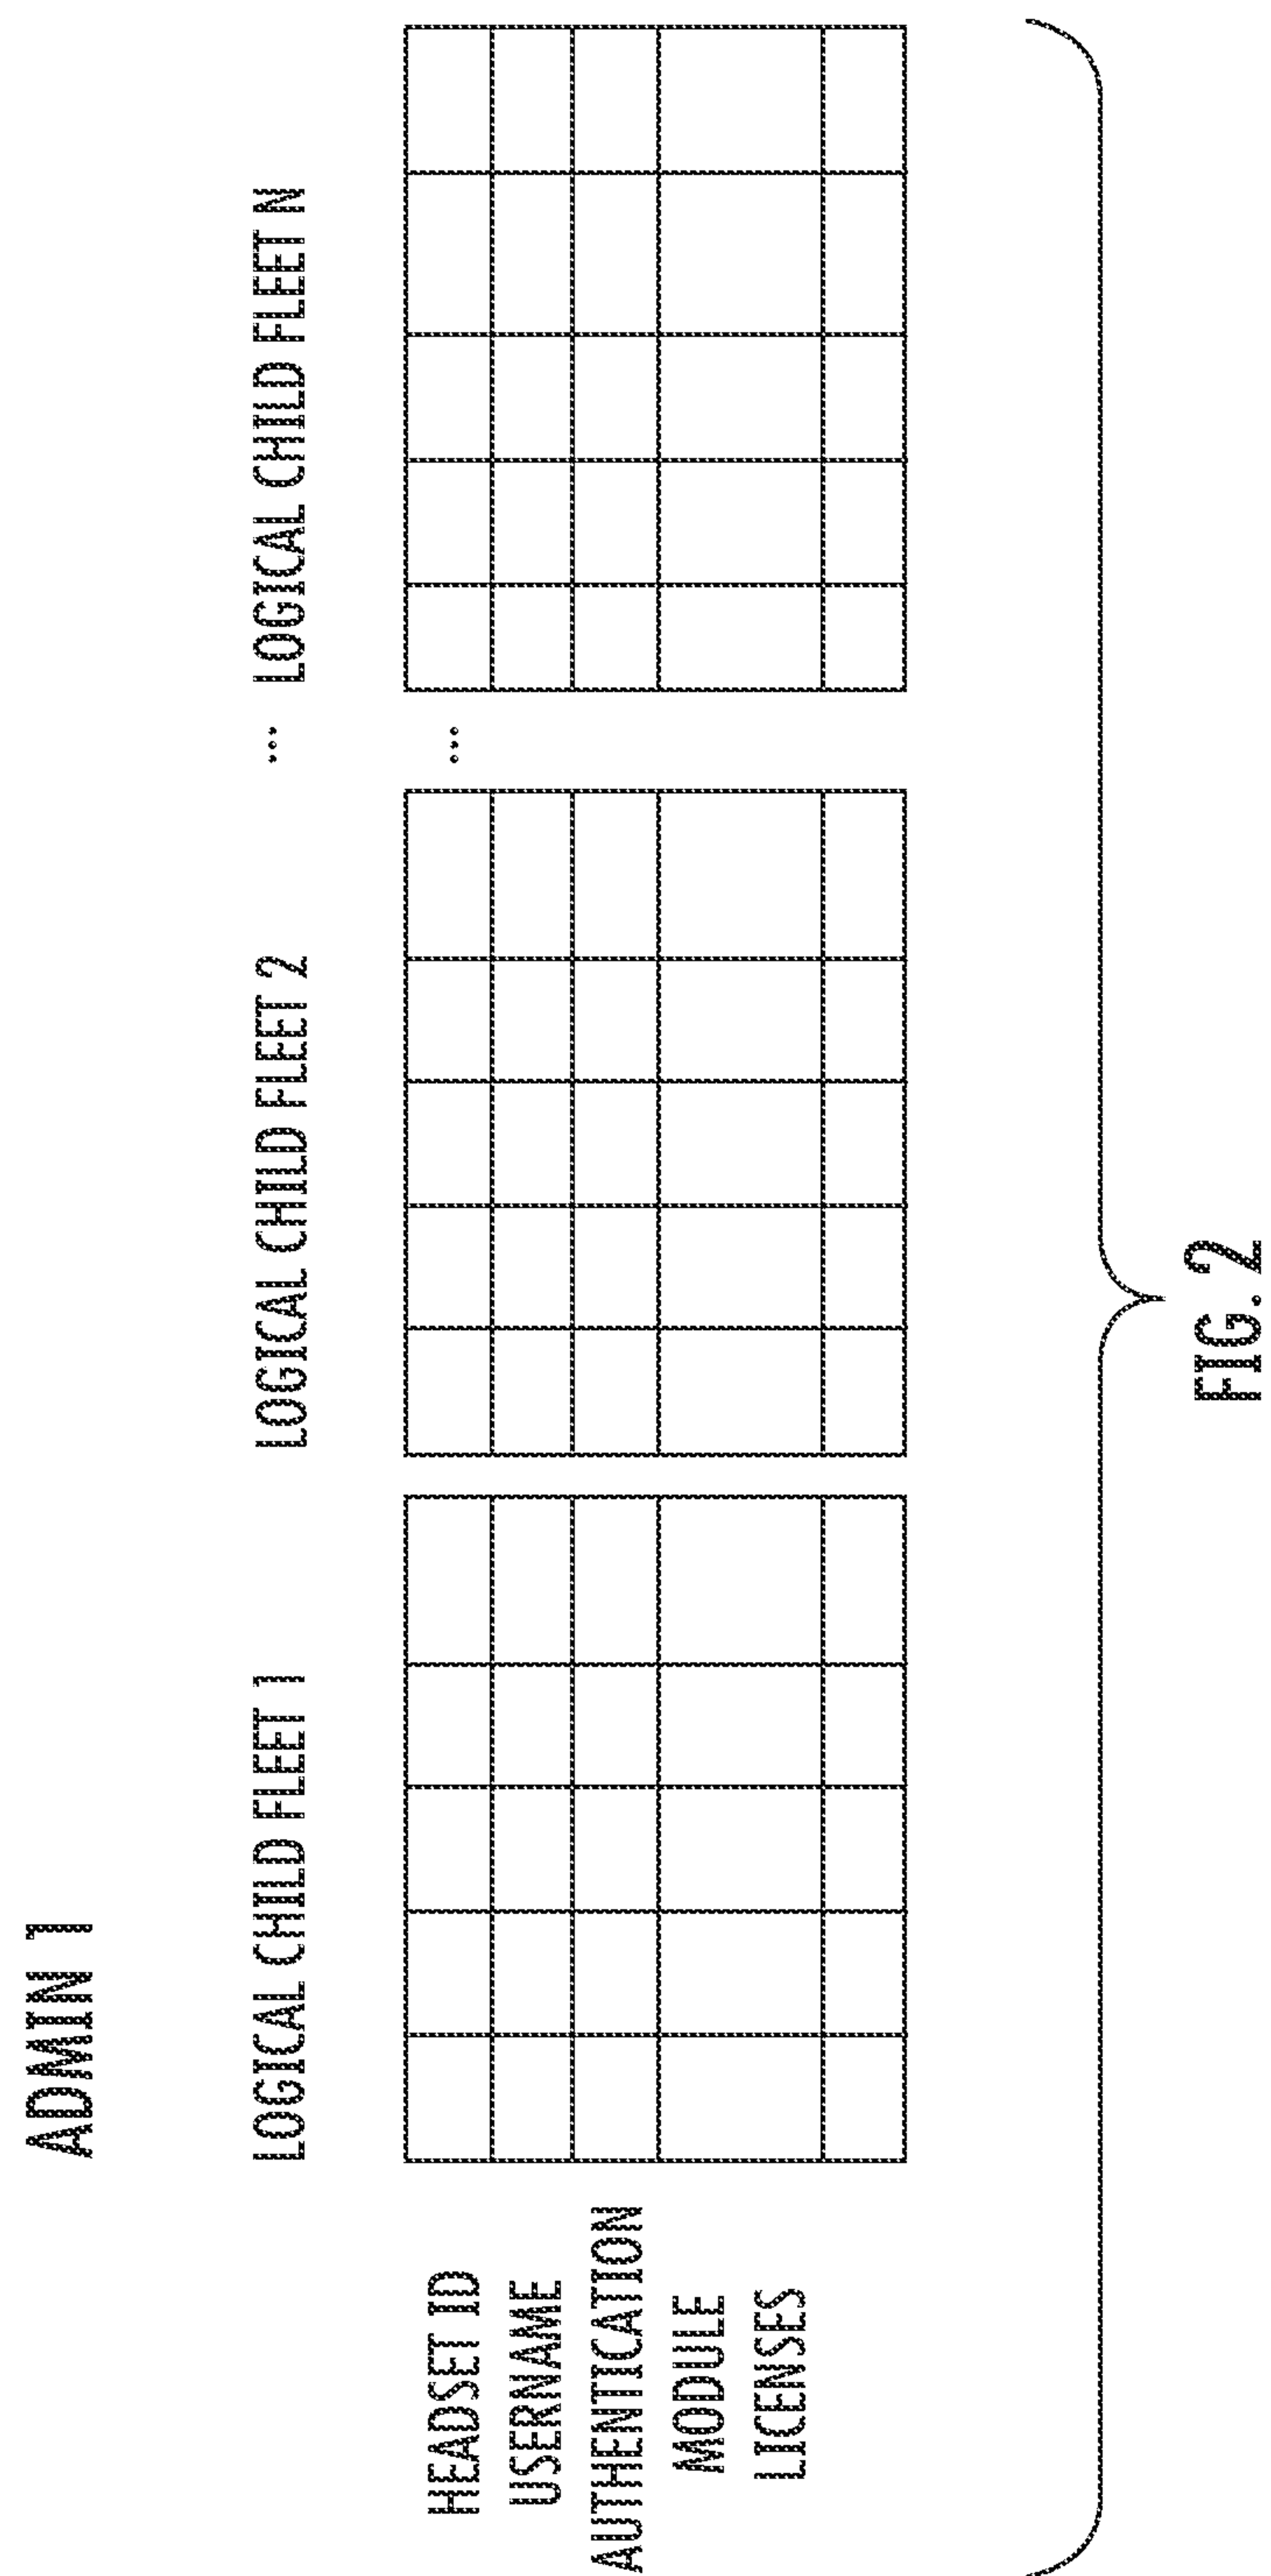 ADMIN 1
LOGICAL CHILD FLEET 1
LOGICAL CHILD FLEET 2
... LOGICAL CHILD FLEET N
HEADSET ID
USERNAME
AUTHENTICATION
MODULE
LICENSES
...
FIG. 2